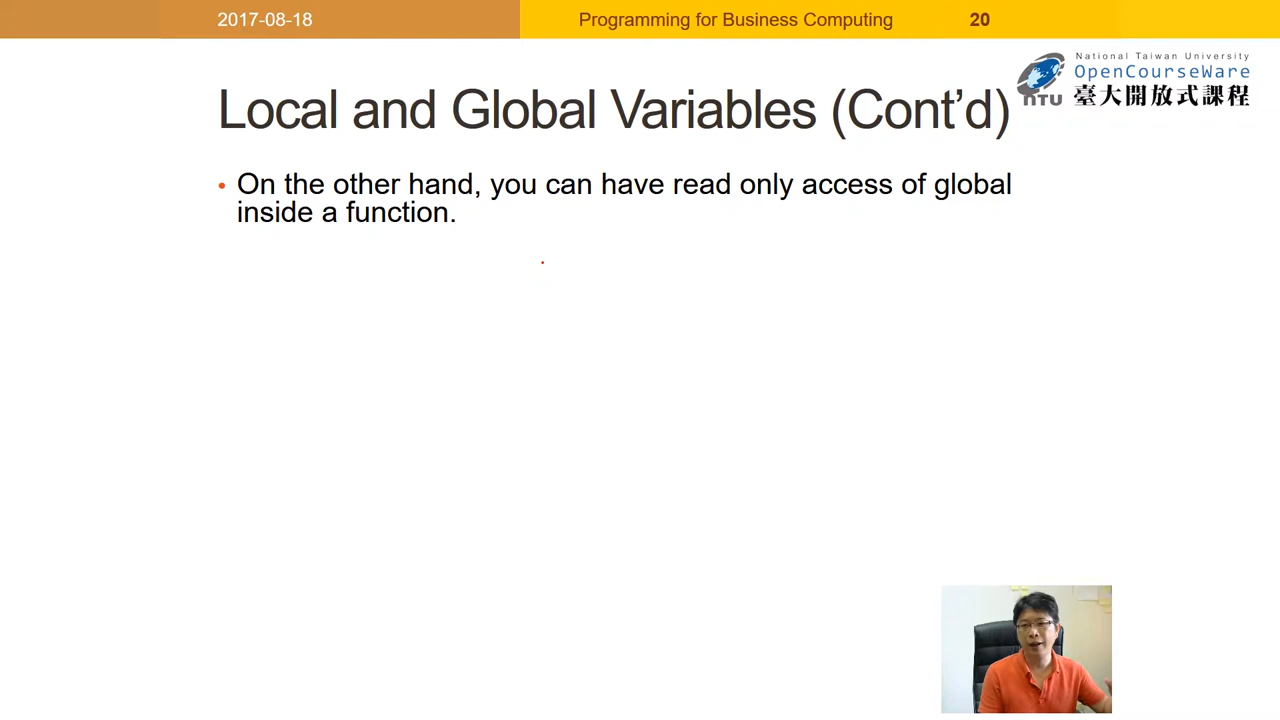 2017-08-18
Programming for Business Computing
20
National Taiwan University
OpenCourseWare
臺大開放式課程
NTU
Local and Global Variables (Cont’d)
• On the other hand, you can have read only access of global
inside a function.